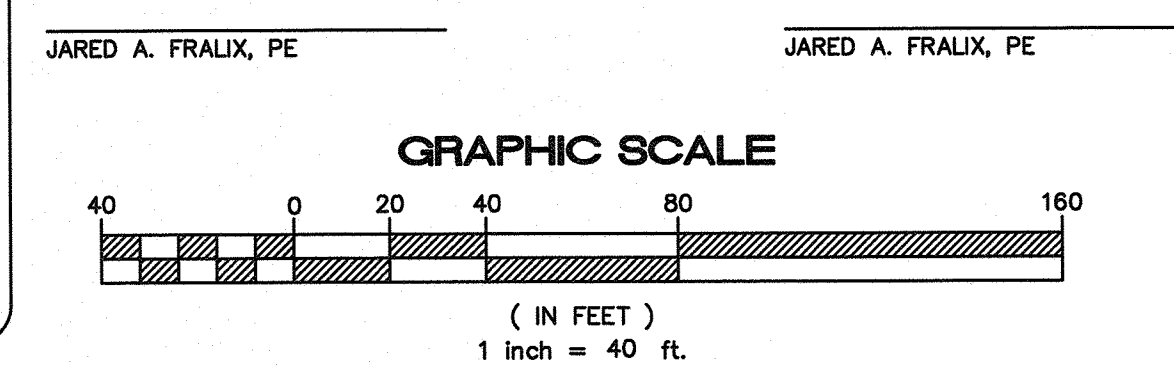 JARED A. FRALIX, PE JARED A. FRALIX, PE
GRAPHIC SCALE
40 0 20 40 80 160
( IN FEET )
1 inch = 40 ft.